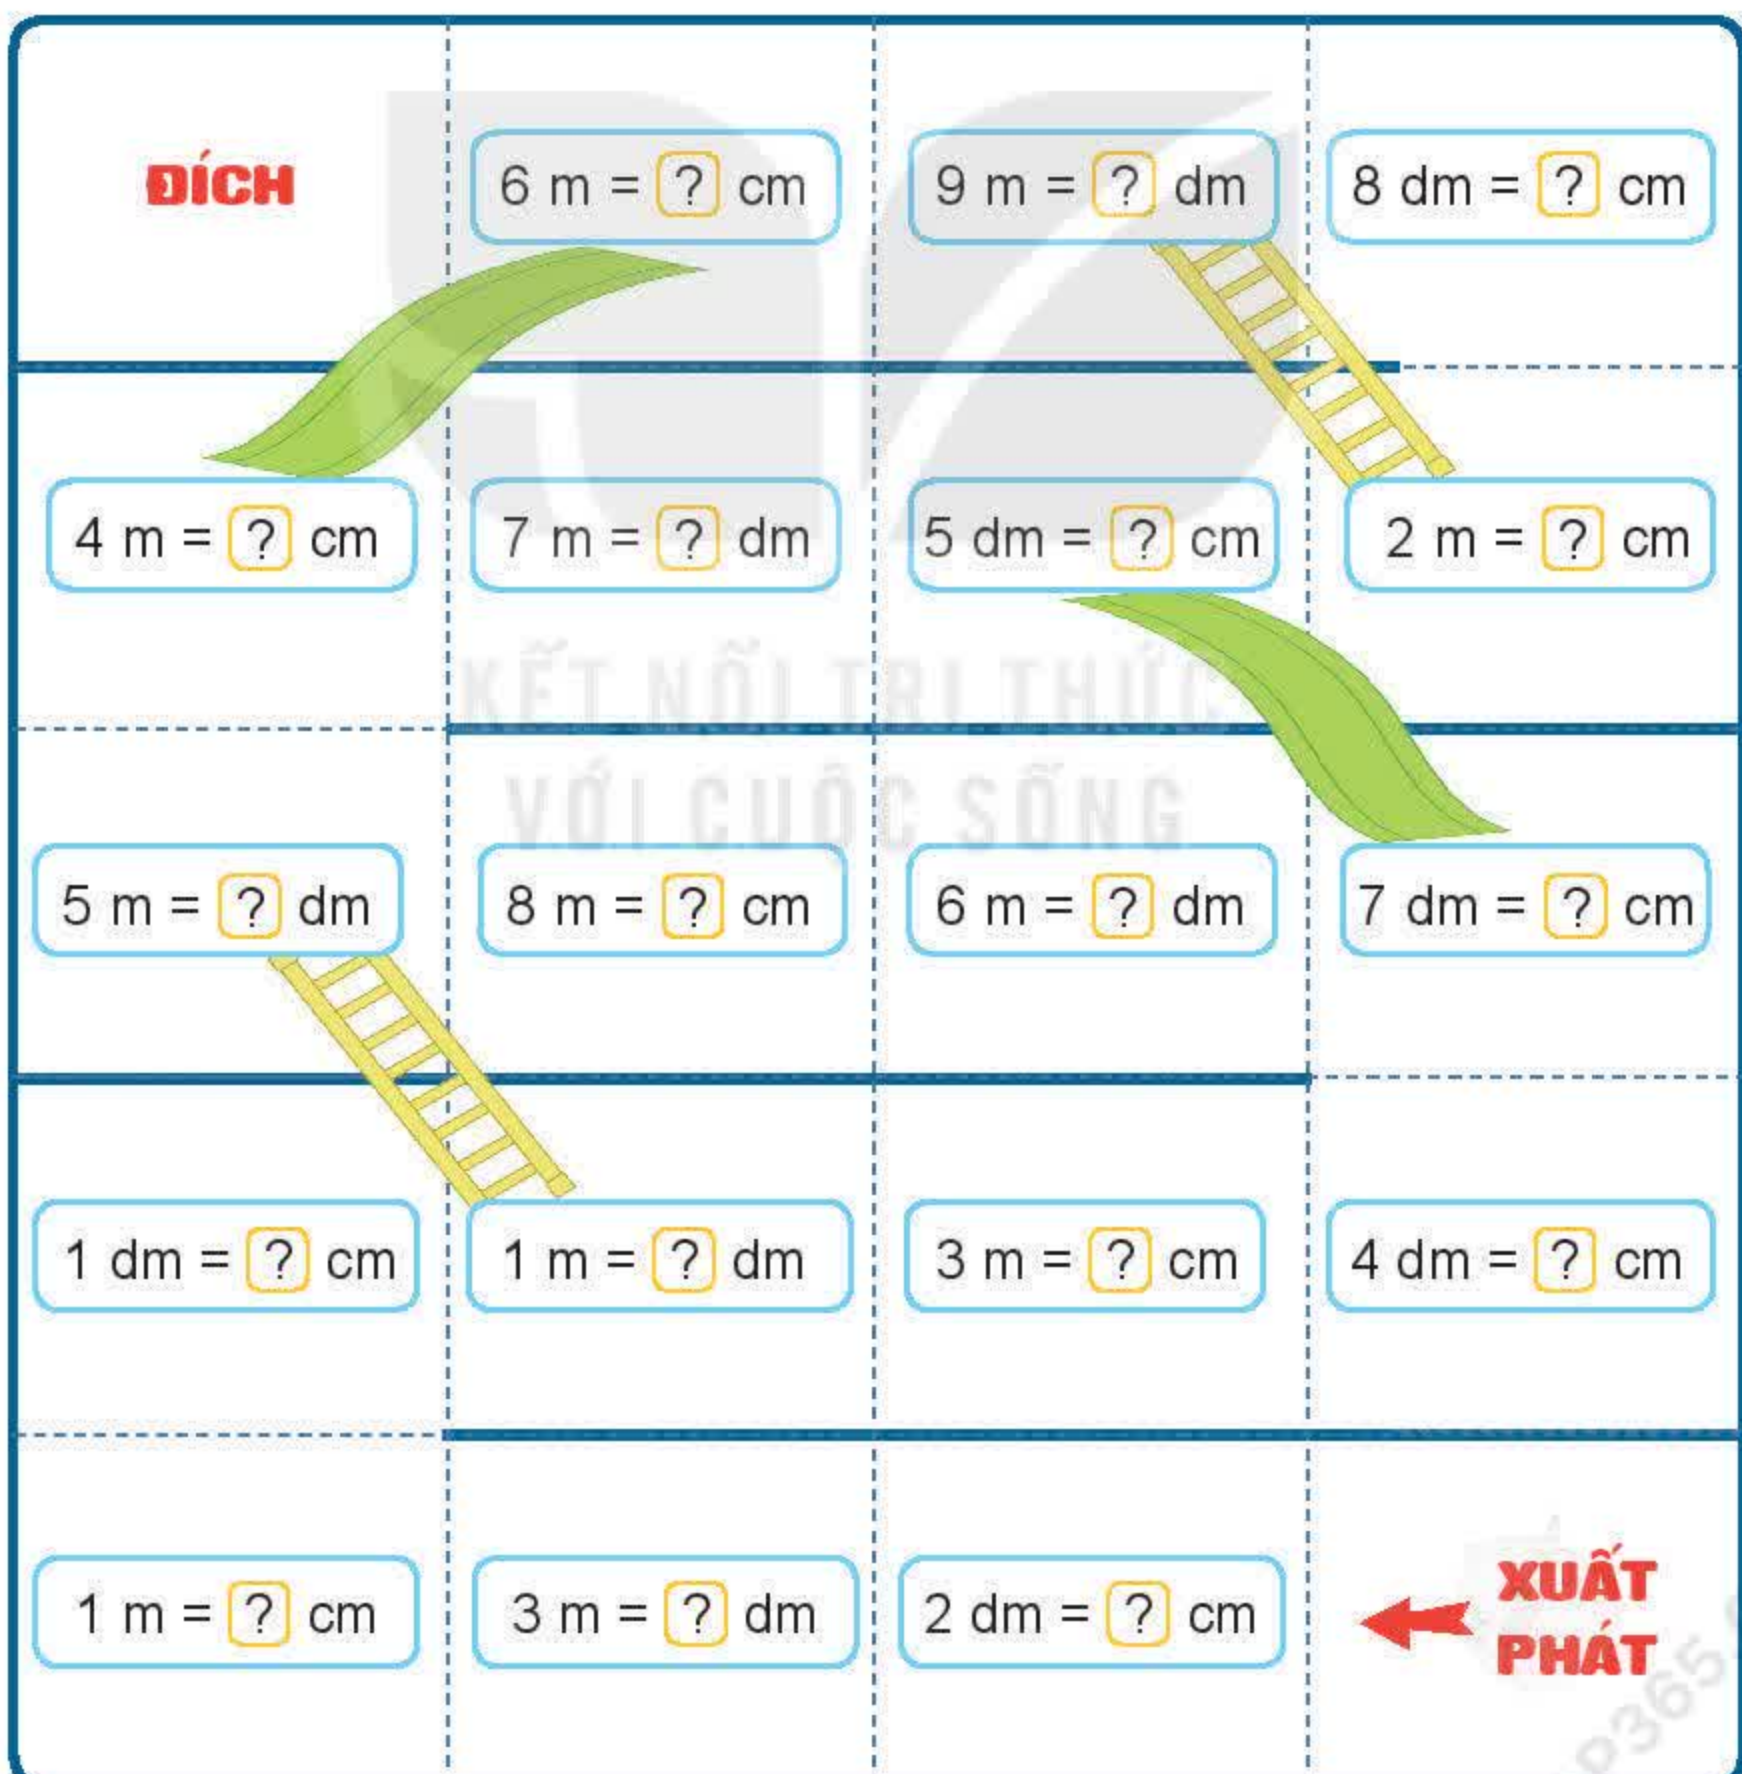 ĐÍCH
6 m = ? cm
9 m = ? dm
8 dm = ? cm
4 m = ? cm
7 m = ? dm
5 dm = ? cm
2 m = ? cm
KẾT NỐI TRI THỨC
VỚI CUỘC SỐNG
5 m = ? dm
8 m = ? cm
6 m = ? dm
7 dm = ? cm
1 dm = ? cm
1 m = ? dm
3 m = ? cm
4 dm = ? cm
1 m = ? cm
3 m = ? dm
2 dm = ? cm
XUẤT
PHÁT